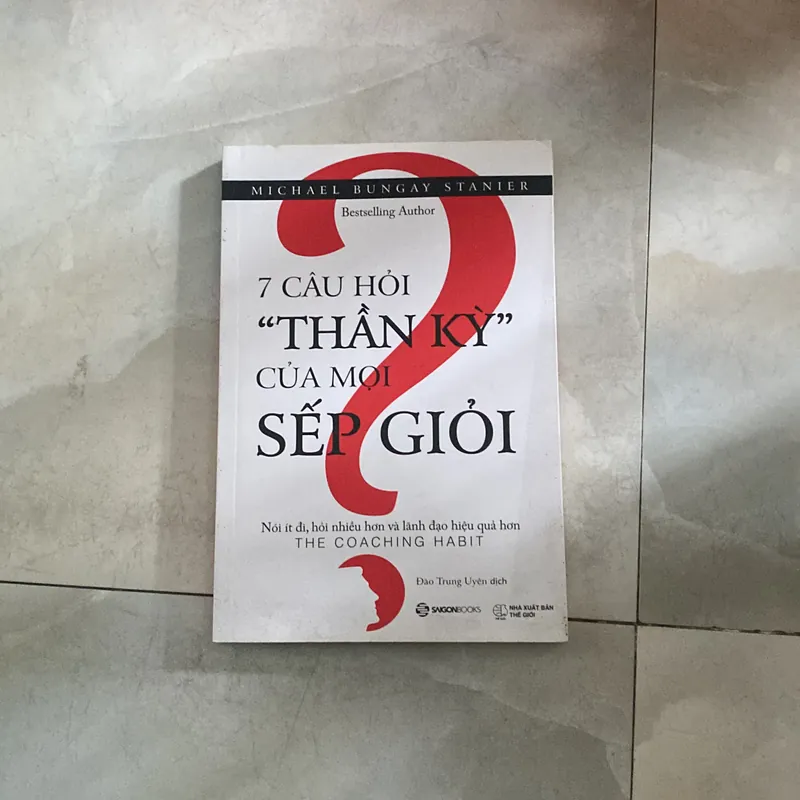 MICHAEL BUNGAY STANIER
Bestselling Author
7 CÂU HỎI
“THẦN KỲ”
CỦA MỌI
SẾP GIỎI
Nói ít đi, hỏi nhiều hơn và lãnh đạo hiệu quả hơn
THE COACHING HABIT
Đào Trung Uyên dịch
SAIGONBOOKS
NHÀ XUẤT BẢN
THẾ GIỚI